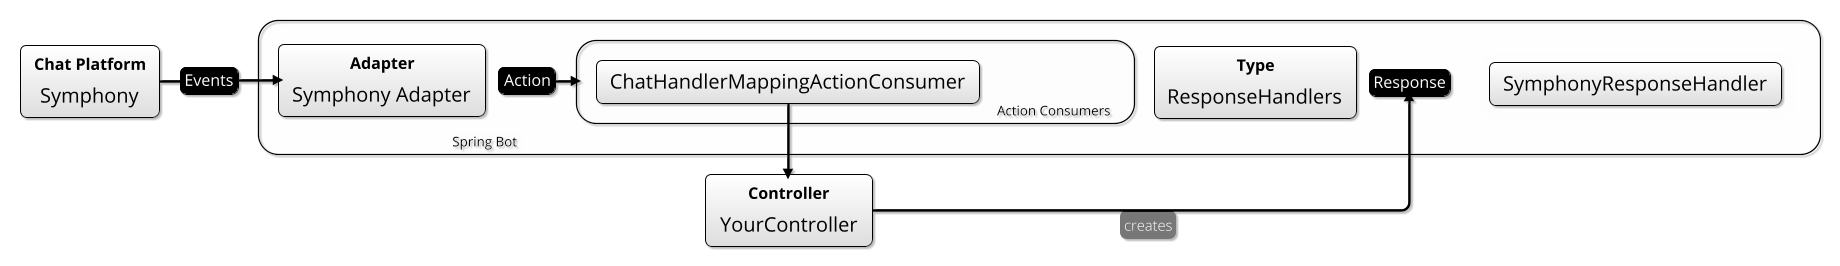 Chat Platform
Symphony
Events
Adapter
Symphony Adapter
Action
ChatHandlerMappingActionConsumer
Action Consumers
Type
ResponseHandlers
Response
SymphonyResponseHandler
Spring Bot
Controller
YourController
creates